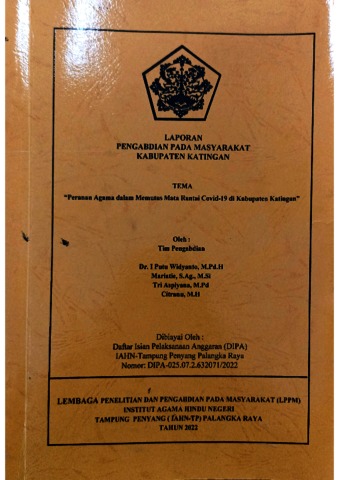 LAPORAN
PENGABDIAN PADA MASYARAKAT
KABUPATEN KATINGAN
TEMA
"Peranan Agama dalam Memutus Mata Rantai Covid-19 di Kabupaten Katingan"
Oleh :
Tim Pengabdian
Dr. I Putu Widyanto, M.Pd.H
Mariatie, S.Ag., M.Si
Tri Aspiyana, M.Pd
Citrana, M.H
Dibiayai Oleh :
Daftar Isian Pelaksanaan Anggaran (DIPA)
IAHN-Tampung Penyang Palangka Raya
Nomor: DIPA-025.07.2.632071/2022
LEMBAGA PENELITIAN DAN PENGABDIAN PADA MASYARAKAT (LPPM)
INSTITUT AGAMA HINDU NEGERI
TAMPUNG PENYANG ( IAHN-TP) PALANGKA RAYA
TAHUN 2022